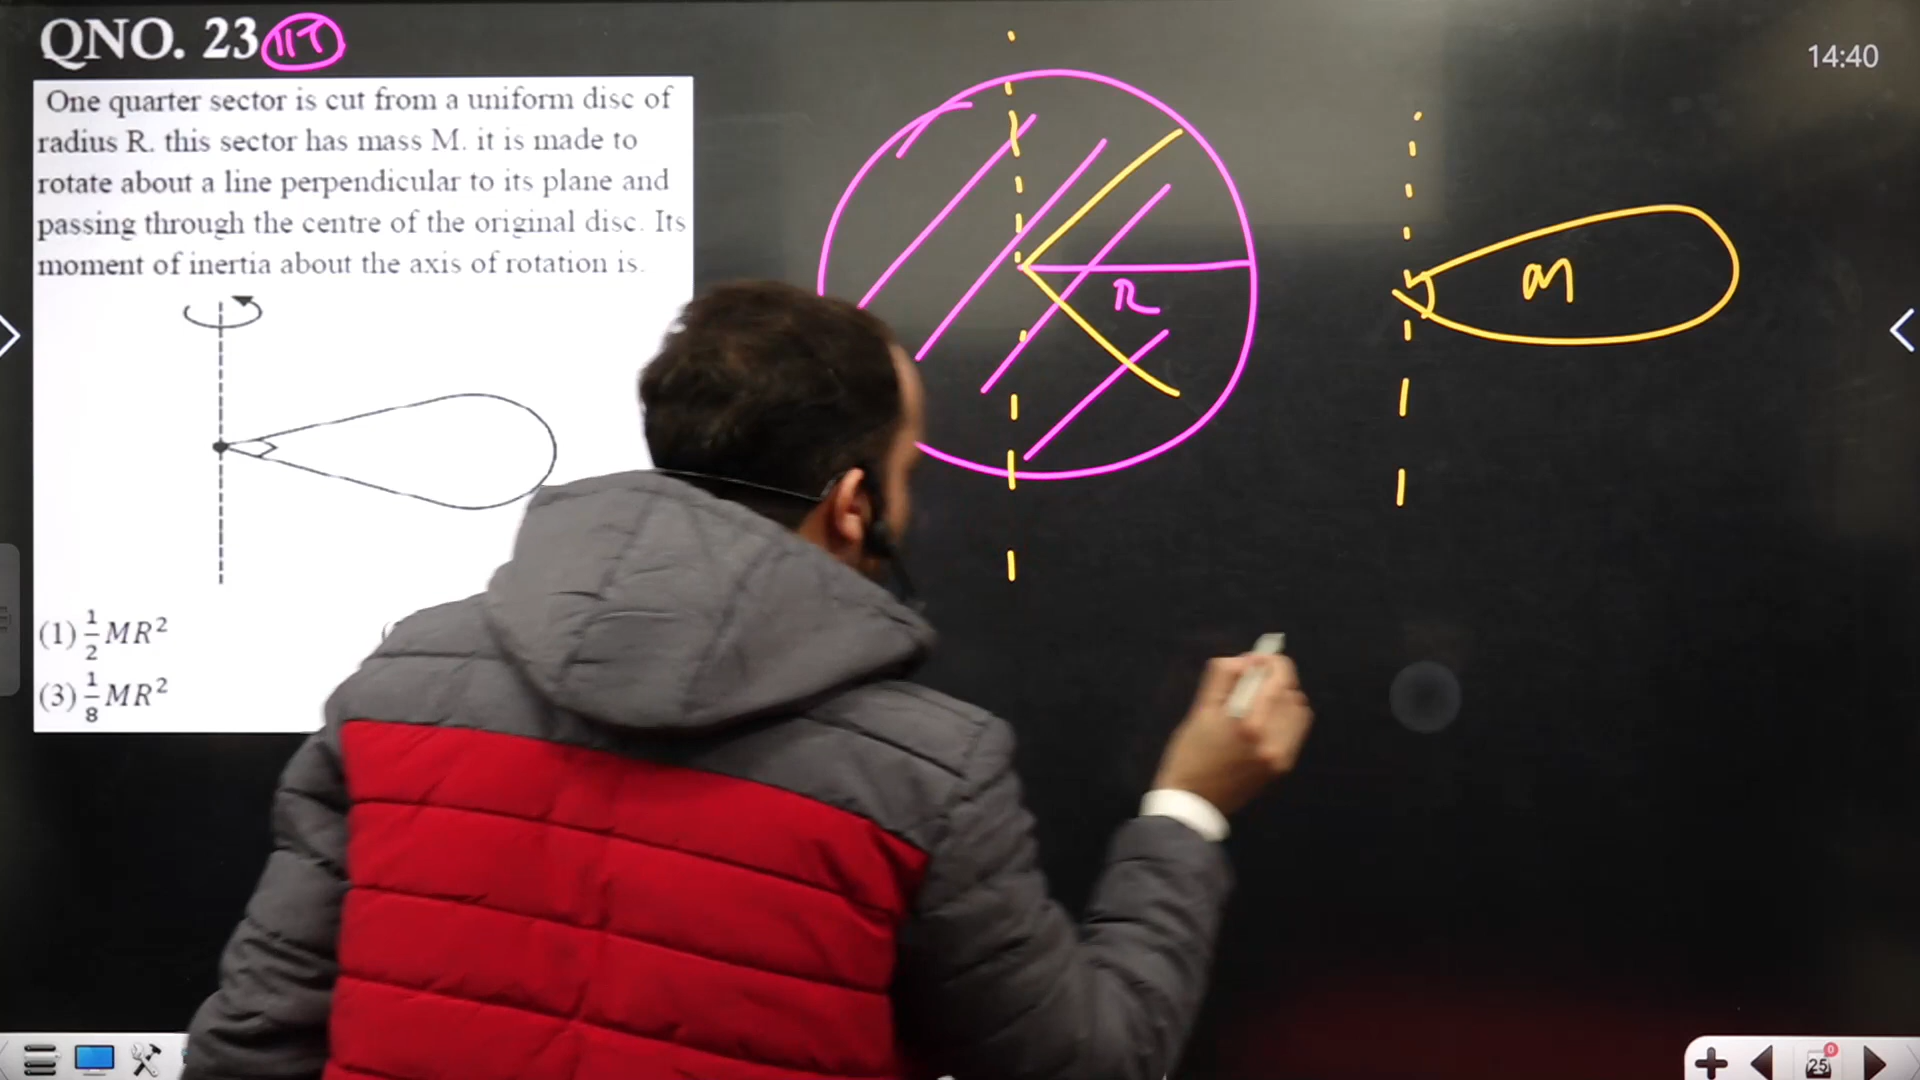 QNO. 23 IIT
14:40
One quarter sector is cut from a uniform disc of
radius R. this sector has mass M. it is made to
rotate about a line perpendicular to its plane and
passing through the centre of the original disc. Its
moment of inertia about the axis of rotation is.
(1) 1/2 MR²
(3) 1/8 MR²
R
M
25
0